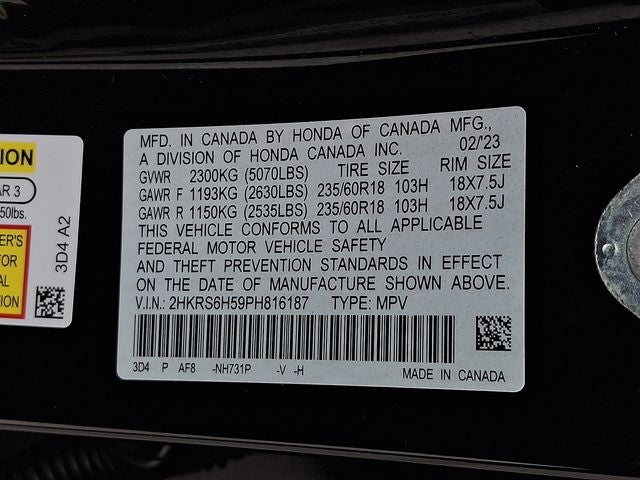 MFD. IN CANADA BY HONDA OF CANADA MFG.,
A DIVISION OF HONDA CANADA INC. 02/'23
GVWR 2300KG (5070LBS) TIRE SIZE RIM SIZE
GAWR F 1193KG (2630LBS) 235/60R18 103H 18X7.5J
GAWR R 1150KG (2535LBS) 235/60R18 103H 18X7.5J
THIS VEHICLE CONFORMS TO ALL APPLICABLE
FEDERAL MOTOR VEHICLE SAFETY
AND THEFT PREVENTION STANDARDS IN EFFECT
ON THE DATE OF MANUFACTURE SHOWN ABOVE.
V.I.N.: 2HKRS6H59PH816187 TYPE: MPV
3D4 P AF8 -NH731P -V -H
MADE IN CANADA
ION
AR 3
50lbs.
ER'S
FOR
AL
TION
3D4 A2